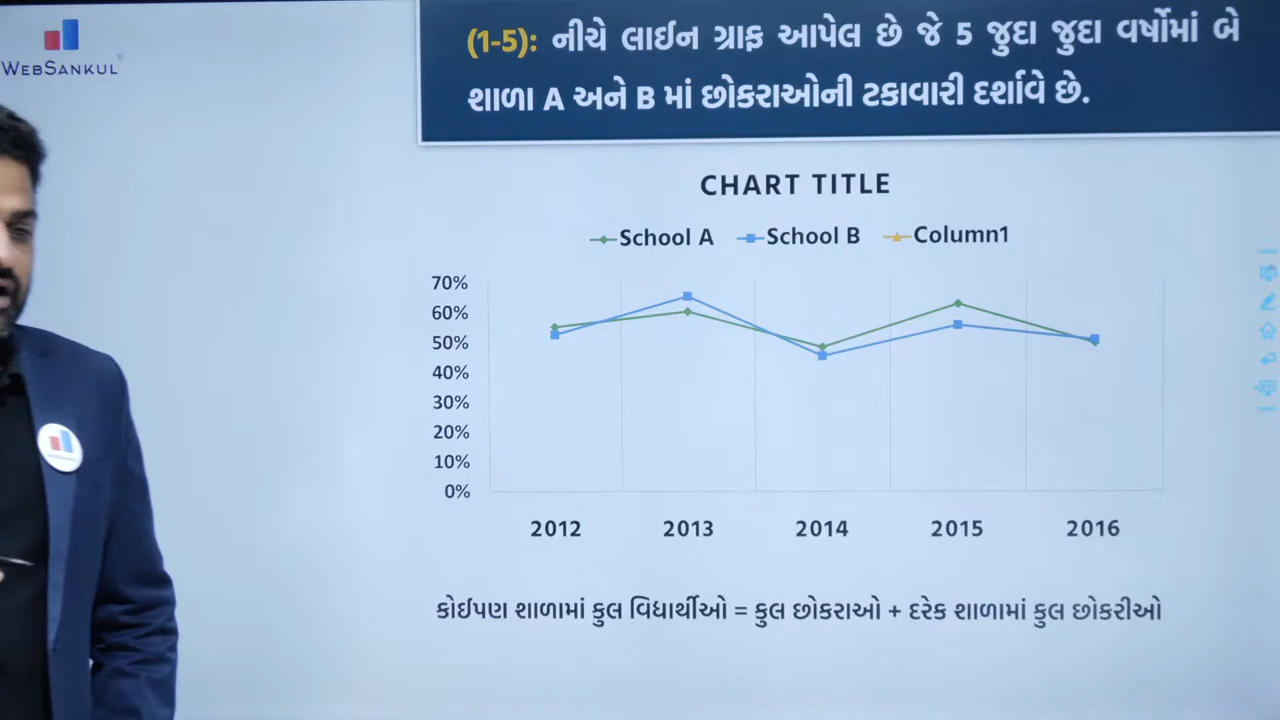 WEBSANKUL
(1-5): નીચે લાઈન ગ્રાફ આપેલ છે જે 5 જુદા જુદા વર્ષોમાં બે
શાળા A અને B માં છોકરાઓની ટકાવારી દર્શાવે છે.
CHART TITLE
School A School B Column1
70%
60%
50%
40%
30%
20%
10%
0%
2012 2013 2014 2015 2016
કોઈપણ શાળામાં કુલ વિદ્યાર્થીઓ = કુલ છોકરાઓ + દરેક શાળામાં કુલ છોકરીઓ